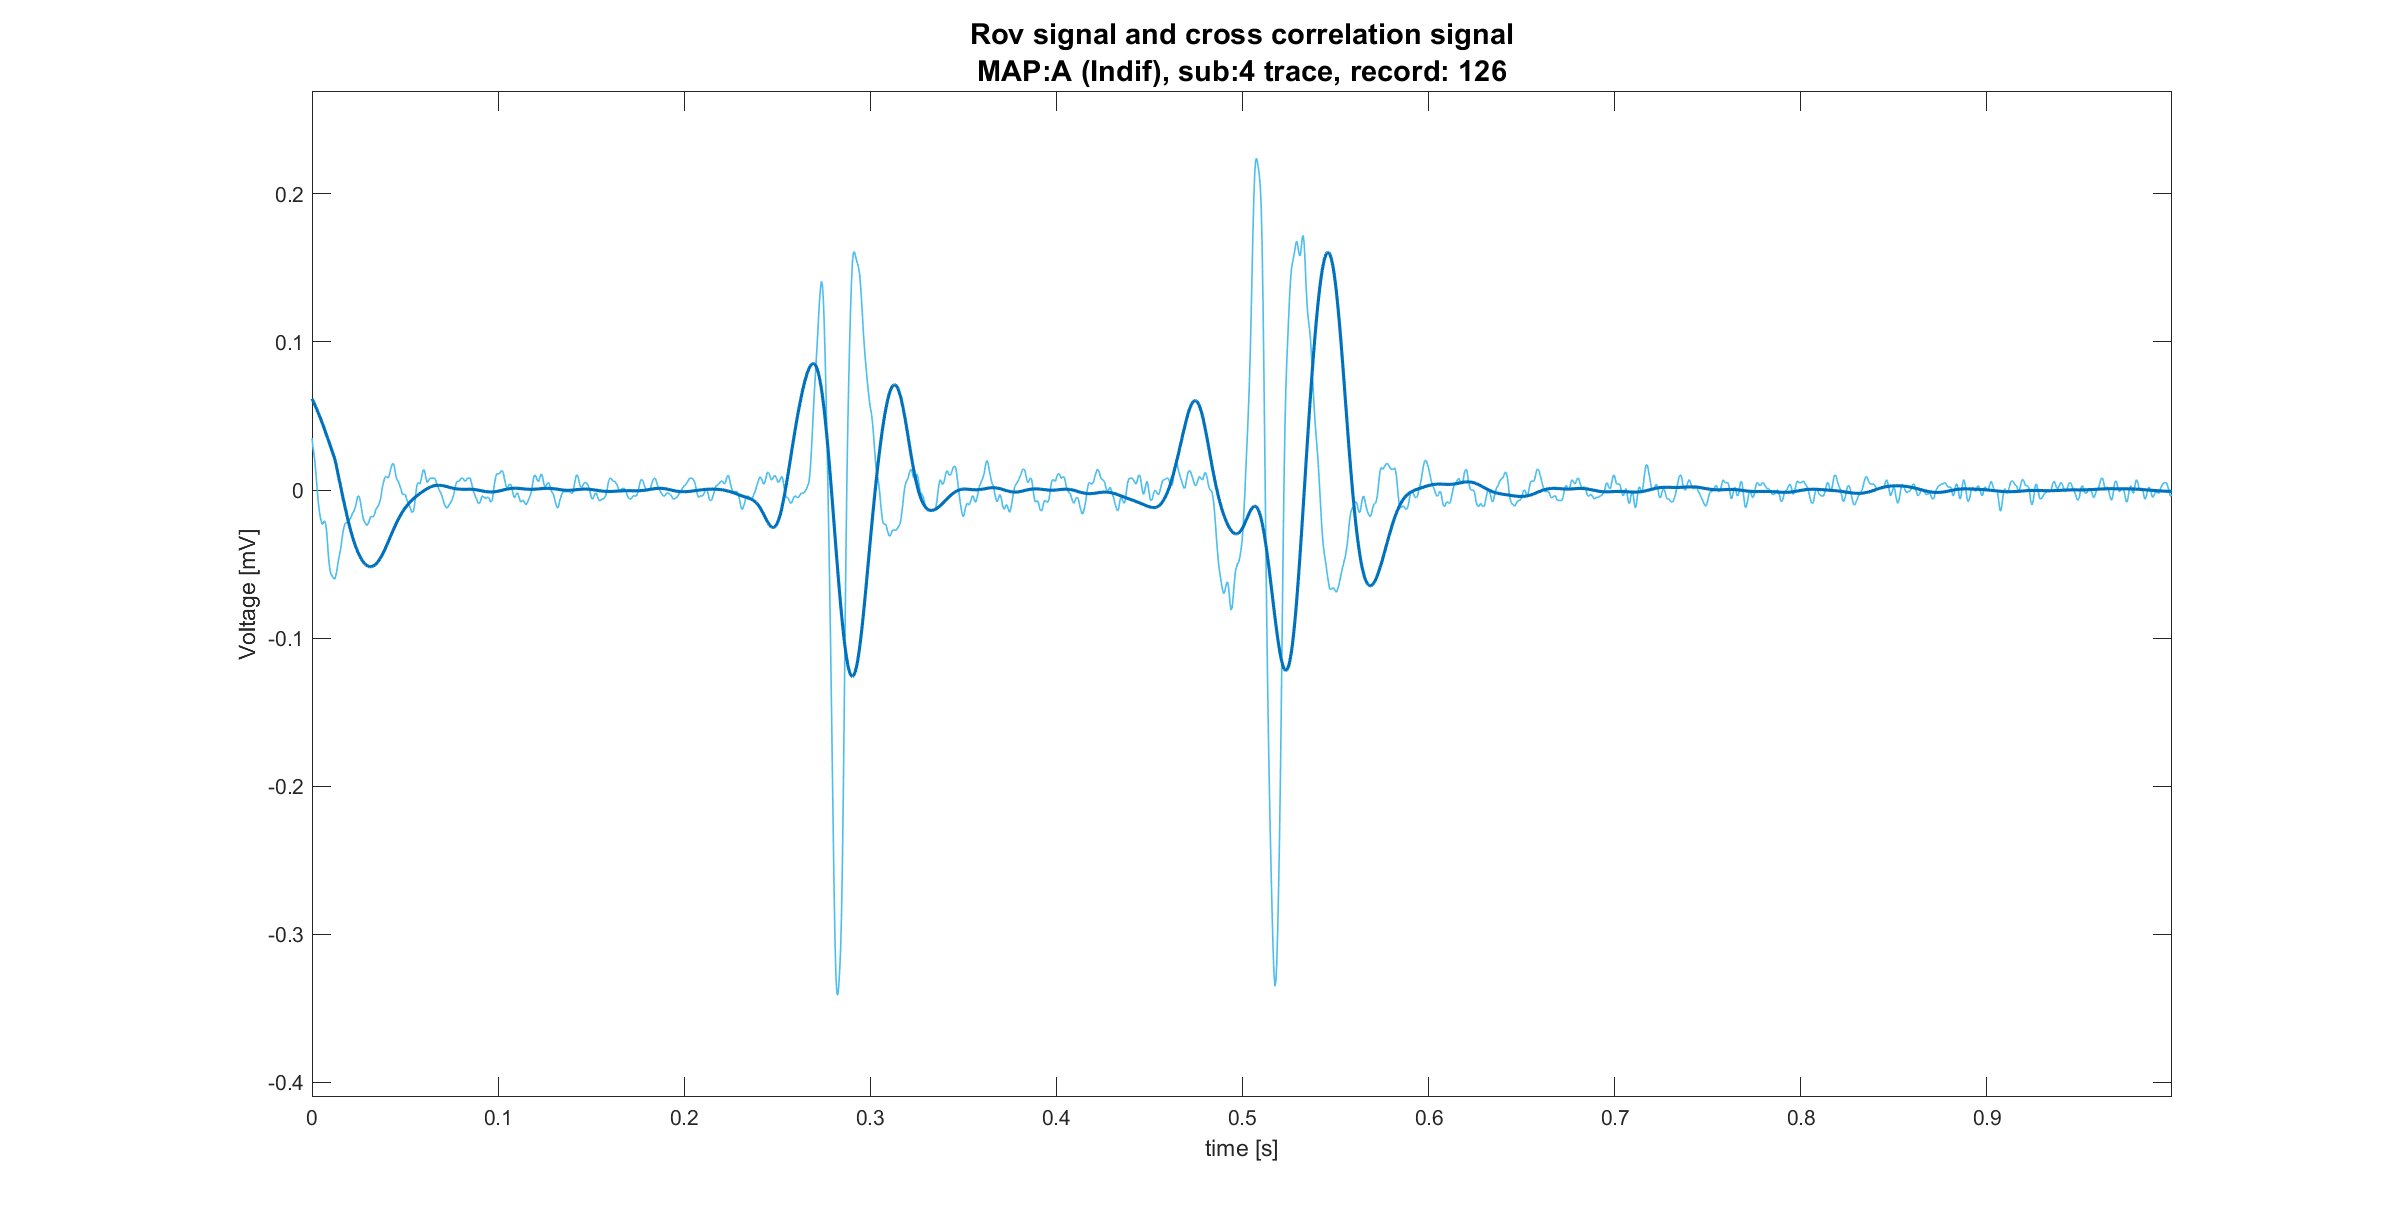 Rov signal and cross correlation signal
MAP:A (Indif), sub:4 trace, record: 126
0.2
0.1
0
-0.1
-0.2
-0.3
-0.4
Voltage [mV]
0 0.1 0.2 0.3 0.4 0.5 0.6 0.7 0.8 0.9
time [s]